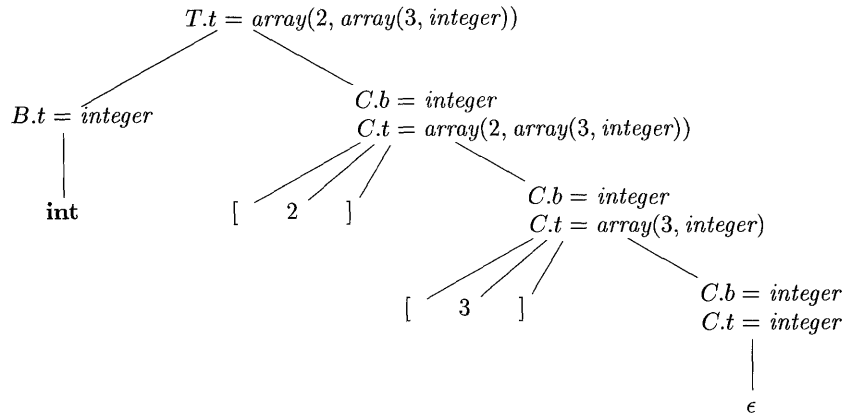 T.t = array(2, array(3, integer))
B.t = integer
C.b = integer
C.t = array(2, array(3, integer))
int
[ 2 ]
C.b = integer
C.t = array(3, integer)
[ 3 ]
C.b = integer
C.t = integer
ϵ